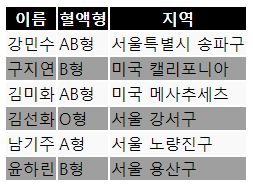 이름 혈액형 지역
강민수 AB형 서울특별시 송파구
구지연 B형 미국 캘리포니아
김미화 AB형 미국 메사추세츠
김선화 O형 서울 강서구
남기주 A형 서울 노량진구
윤하린 B형 서울 용산구